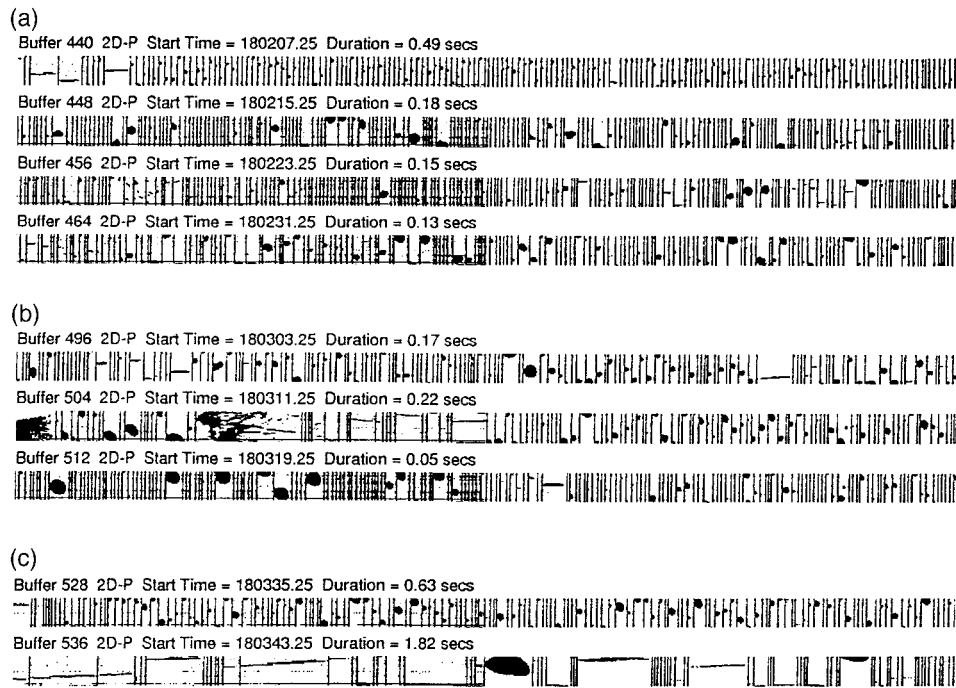 (a)
Buffer 440 2D-P Start Time = 180207.25 Duration = 0.49 secs
Buffer 448 2D-P Start Time = 180215.25 Duration = 0.18 secs
Buffer 456 2D-P Start Time = 180223.25 Duration = 0.15 secs
Buffer 464 2D-P Start Time = 180231.25 Duration = 0.13 secs
(b)
Buffer 496 2D-P Start Time = 180303.25 Duration = 0.17 secs
Buffer 504 2D-P Start Time = 180311.25 Duration = 0.22 secs
Buffer 512 2D-P Start Time = 180319.25 Duration = 0.05 secs
(c)
Buffer 528 2D-P Start Time = 180335.25 Duration = 0.63 secs
Buffer 536 2D-P Start Time = 180343.25 Duration = 1.82 secs